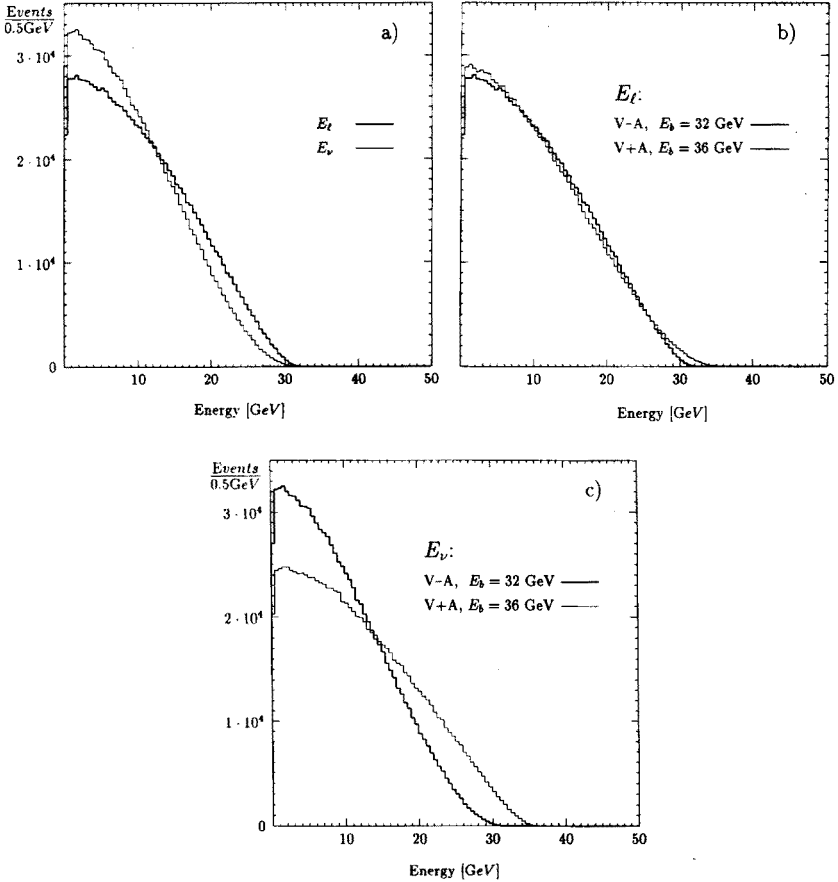 Events
0.5GeV
a)
3 · 10⁴
2 · 10⁴
1 · 10⁴
0
E_ℓ
E_ν
10 20 30 40 50
Energy [GeV]
b)
E_ℓ:
V−A, E_b = 32 GeV
V+A, E_b = 36 GeV
10 20 30 40 50
Energy [GeV]
Events
0.5GeV
c)
3 · 10⁴
2 · 10⁴
1 · 10⁴
0
E_ν:
V−A, E_b = 32 GeV
V+A, E_b = 36 GeV
10 20 30 40 50
Energy [GeV]